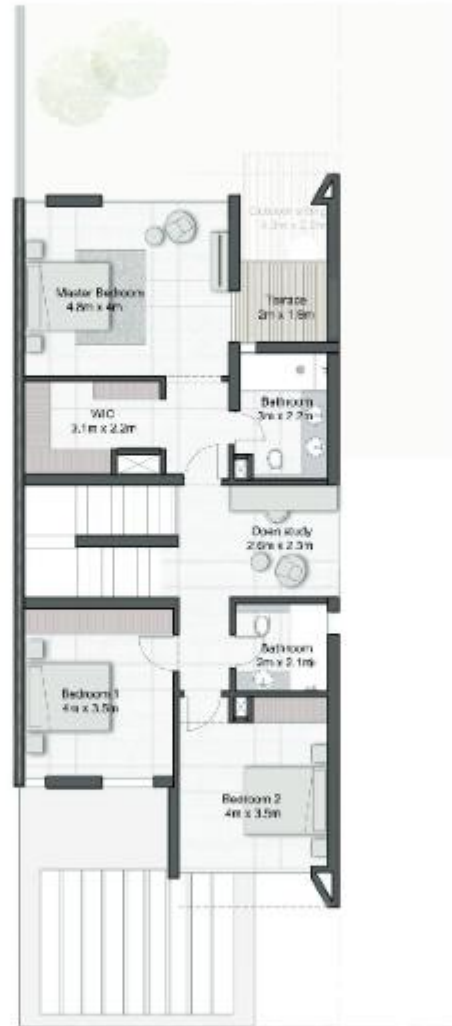 Master Bedroom
4.8m x 4m
Terrace
2m x 1.9m
Bathroom
3m x 2.2m
WIC
3.1m x 2.2m
Open study
2.6m x 2.3m
Bathroom
2m x 2.1m
Bedroom 1
4m x 3.5m
Bedroom 2
4m x 3.5m